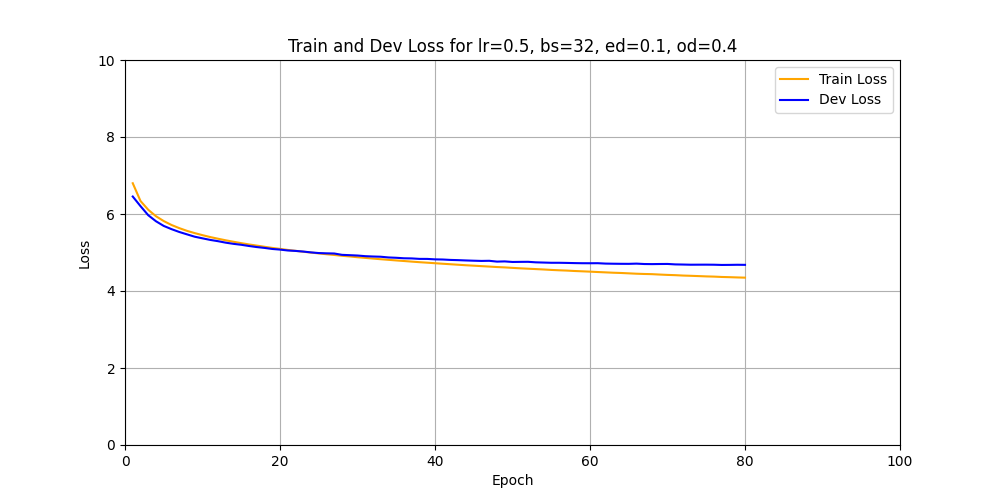 Train and Dev Loss for lr=0.5, bs=32, ed=0.1, od=0.4
Train Loss
Dev Loss
10
8
6
4
2
0
Loss
0 20 40 60 80 100
Epoch